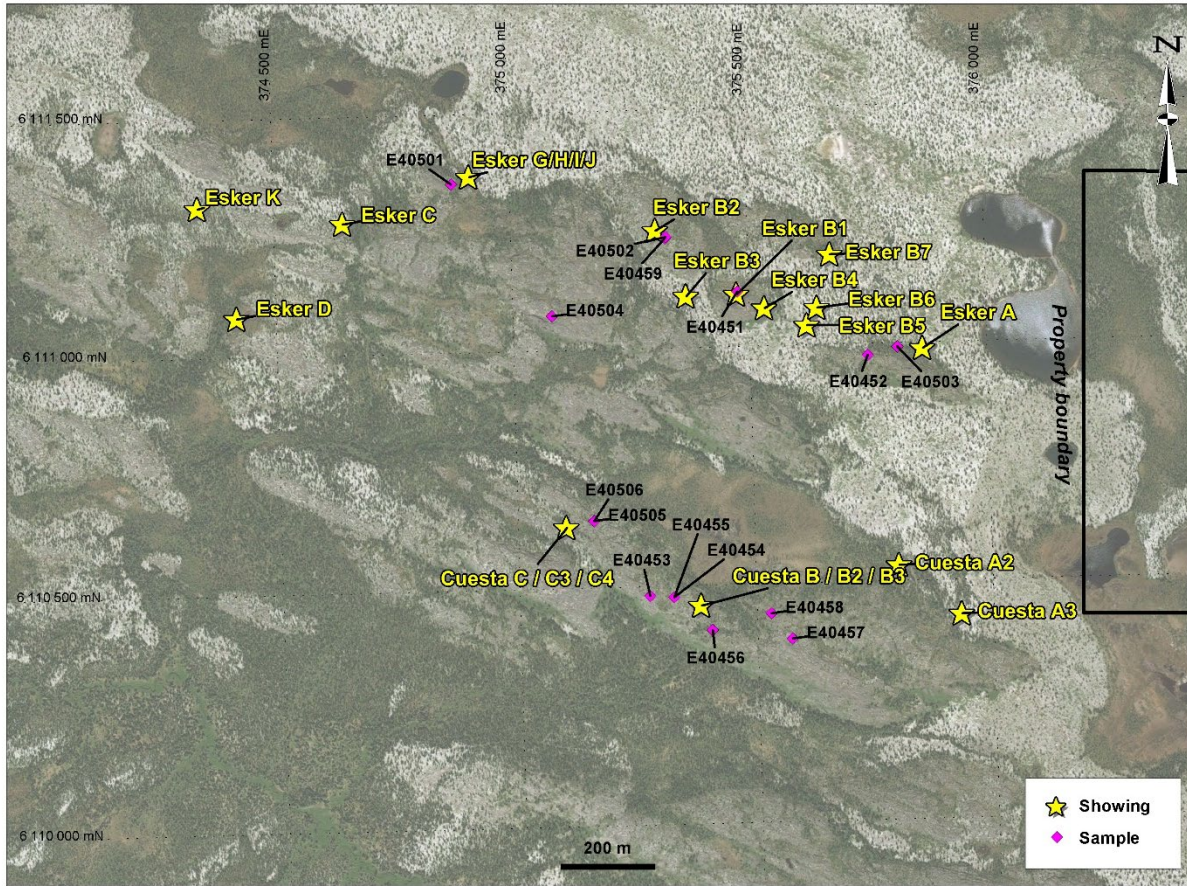 374 500 mE
375 000 mE
375 500 mE
376 000 mE
N
6 111 500 mN
E40501
Esker G/H/I/J
Esker K
Esker C
Esker B2
E40502
E40459
Esker B1
Esker B3
Esker B7
Esker B4
E40451
Esker B6
Esker B5
Esker A
Esker D
E40504
6 111 000 mN
E40452
E40503
Property boundary
E40506
E40505
E40455
E40454
E40453
Cuesta C / C3 / C4
Cuesta B / B2 / B3
Cuesta A2
6 110 500 mN
E40458
Cuesta A3
E40457
E40456
Showing
Sample
6 110 000 mN
200 m